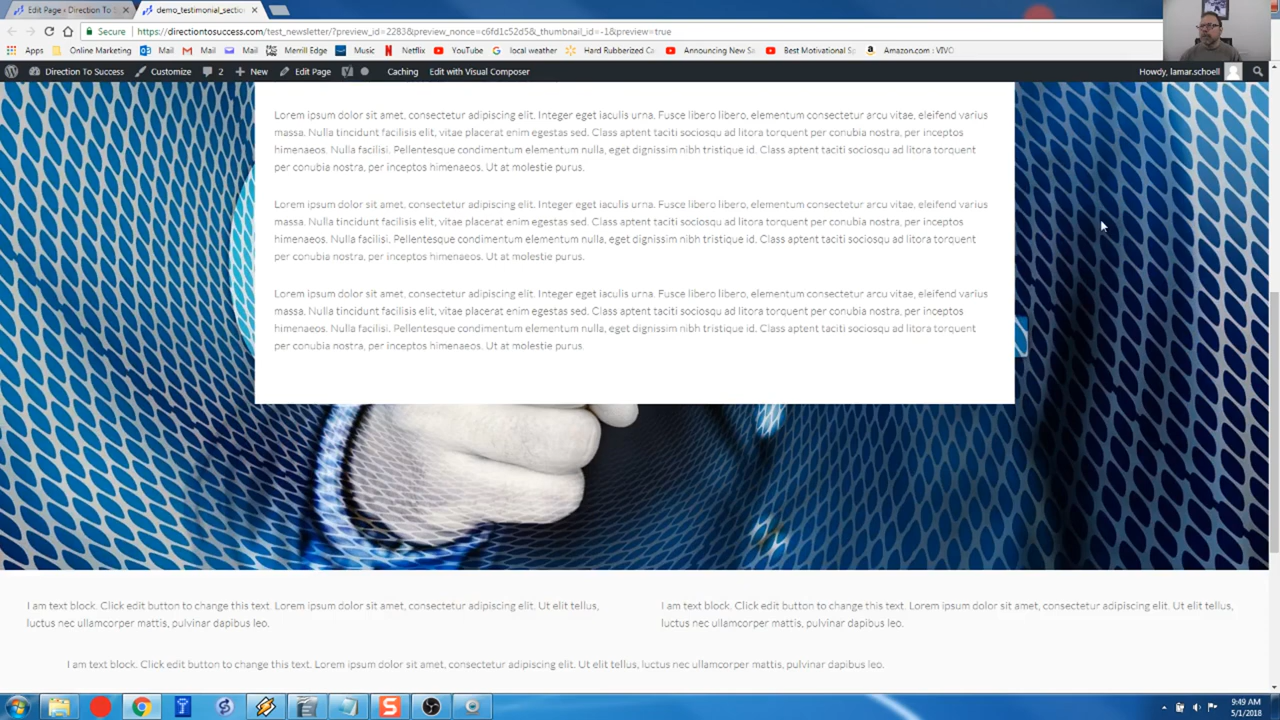 Edit Page ‹ Direction To S
demo_testimonial_sectio
Secure
https://directiontosuccess.com/test_newsletter/?preview_id=2283&preview_nonce=c6fd1c52d5&_thumbnail_id=-1&preview=true
Apps Online Marketing Mail Mail Mail Merrill Edge Music Netflix YouTube local weather Hard Rubberized Co Announcing New Sa Best Motivational Sp Amazon.com : VIVO
Direction To Success Customize 2 New Edit Page Caching Edit with Visual Composer Howdy, lamar.schoell
Lorem ipsum dolor sit amet, consectetur adipiscing elit. Integer eget iaculis urna. Fusce libero libero, elementum consectetur arcu vitae, eleifend varius
massa. Nulla tincidunt facilisis elit, vitae placerat enim egestas sed. Class aptent taciti sociosqu ad litora torquent per conubia nostra, per inceptos
himenaeos. Nulla facilisi. Pellentesque condimentum elementum nulla, eget dignissim nibh tristique id. Class aptent taciti sociosqu ad litora torquent
per conubia nostra, per inceptos himenaeos. Ut at molestie purus.
Lorem ipsum dolor sit amet, consectetur adipiscing elit. Integer eget iaculis urna. Fusce libero libero, elementum consectetur arcu vitae, eleifend varius
massa. Nulla tincidunt facilisis elit, vitae placerat enim egestas sed. Class aptent taciti sociosqu ad litora torquent per conubia nostra, per inceptos
himenaeos. Nulla facilisi. Pellentesque condimentum elementum nulla, eget dignissim nibh tristique id. Class aptent taciti sociosqu ad litora torquent
per conubia nostra, per inceptos himenaeos. Ut at molestie purus.
Lorem ipsum dolor sit amet, consectetur adipiscing elit. Integer eget iaculis urna. Fusce libero libero, elementum consectetur arcu vitae, eleifend varius
massa. Nulla tincidunt facilisis elit, vitae placerat enim egestas sed. Class aptent taciti sociosqu ad litora torquent per conubia nostra, per inceptos
himenaeos. Nulla facilisi. Pellentesque condimentum elementum nulla, eget dignissim nibh tristique id. Class aptent taciti sociosqu ad litora torquent
per conubia nostra, per inceptos himenaeos. Ut at molestie purus.
I am text block. Click edit button to change this text. Lorem ipsum dolor sit amet, consectetur adipiscing elit. Ut elit tellus,
luctus nec ullamcorper mattis, pulvinar dapibus leo.
I am text block. Click edit button to change this text. Lorem ipsum dolor sit amet, consectetur adipiscing elit. Ut elit tellus,
luctus nec ullamcorper mattis, pulvinar dapibus leo.
I am text block. Click edit button to change this text. Lorem ipsum dolor sit amet, consectetur adipiscing elit. Ut elit tellus, luctus nec ullamcorper mattis, pulvinar dapibus leo.
9:49 AM
5/1/2018